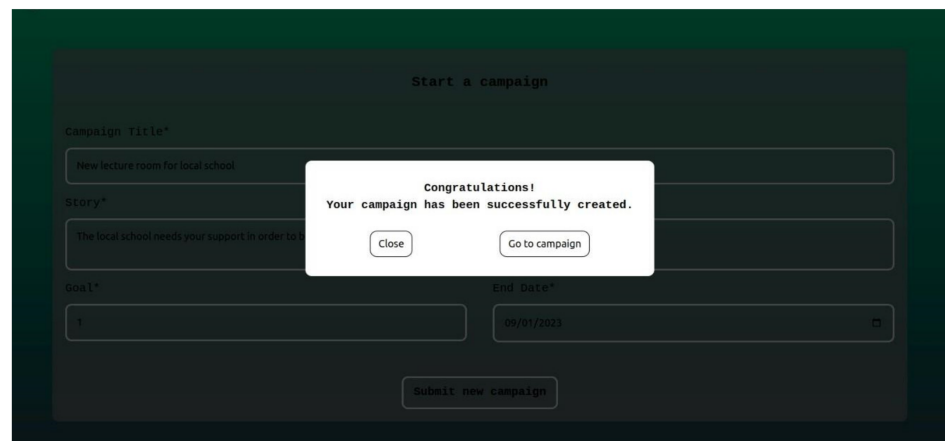 Start a campaign
Campaign Title*
New lecture room for local school
Congratulations!
Your campaign has been successfully created.
Story*
The local school needs your support in order to b
Close
Go to campaign
Goal*
End Date*
1
09/01/2023
Submit new campaign